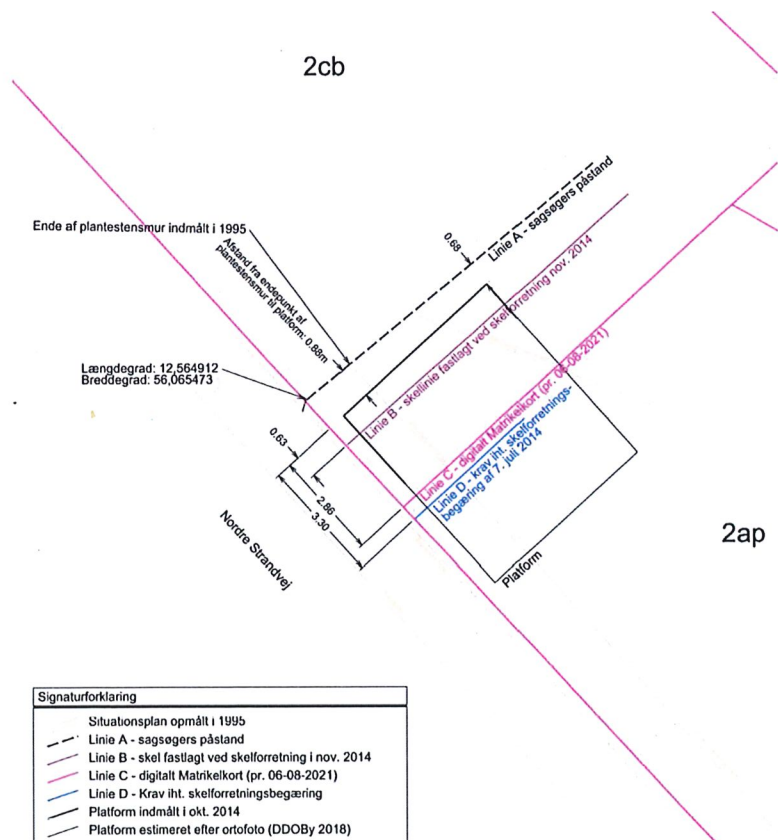 2cb
Ende af plantestensmur indmålt i 1995
Afstand fra endepunkt af
plantestensmur til platform: 0.88m
0.68
Linie A - sagsøgers påstand
Linie B - skellinie fastlagt ved skelforretning nov. 2014
Længdegrad: 12,564912
Breddegrad: 56,065473
Linie C - digitalt Matrikelkort (pr. 06-08-2021)
Linie D - krav iht. skelforretnings-
begæring af 7. juli 2014
0.63
2.86
3.30
Nordre Strandvej
Platform
2ap
Signaturforklaring
Situationsplan opmålt i 1995
Linie A - sagsøgers påstand
Linie B - skel fastlagt ved skelforretning i nov. 2014
Linie C - digitalt Matrikelkort (pr. 06-08-2021)
Linie D - Krav iht. skelforretningsbegæring
Platform indmålt i okt. 2014
Platform estimeret efter ortofoto (DDOBy 2018)